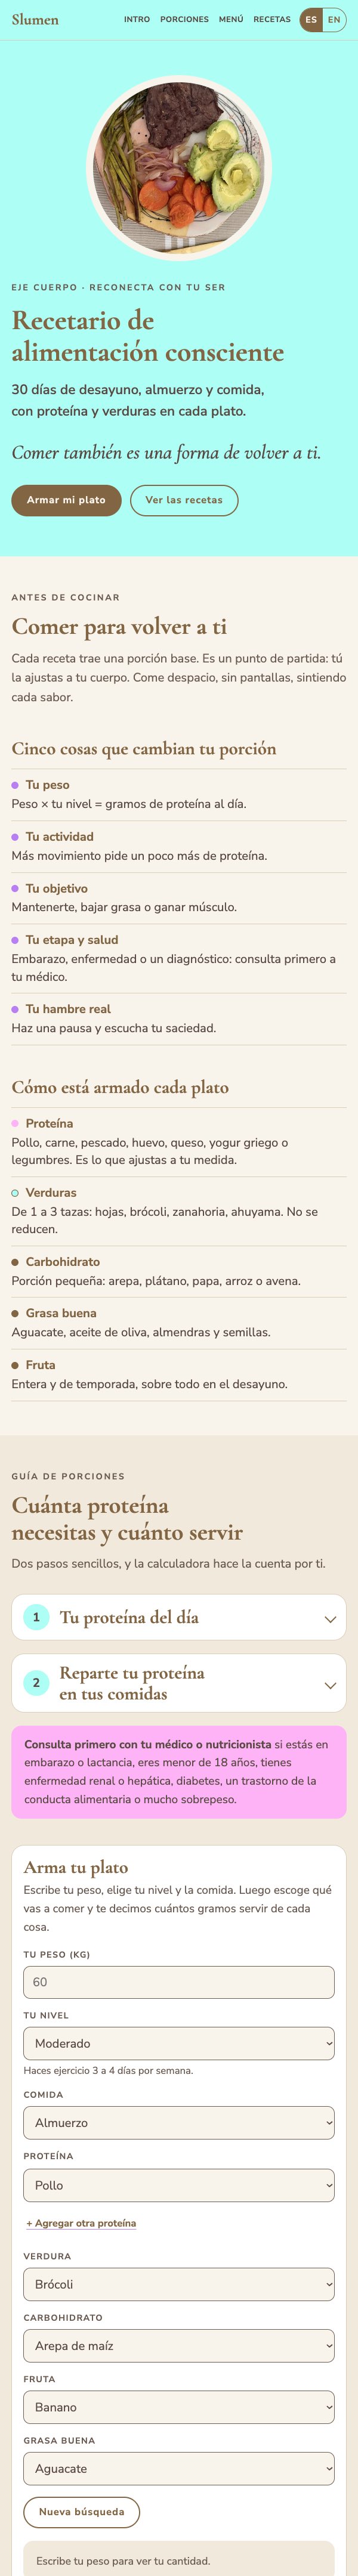 Slumen
INTRO PORCIONES MENÚ RECETAS ES EN
EJE CUERPO · RECONECTA CON TU SER
Recetario de
alimentación consciente
30 días de desayuno, almuerzo y comida,
con proteína y verduras en cada plato.
Comer también es una forma de volver a ti.
Armar mi plato Ver las recetas
ANTES DE COCINAR
Comer para volver a ti
Cada receta trae una porción base. Es un punto de partida: tú
la ajustas a tu cuerpo. Come despacio, sin pantallas, sintiendo
cada sabor.
Cinco cosas que cambian tu porción
Tu peso
Peso × tu nivel = gramos de proteína al día.
Tu actividad
Más movimiento pide un poco más de proteína.
Tu objetivo
Mantenerte, bajar grasa o ganar músculo.
Tu etapa y salud
Embarazo, enfermedad o un diagnóstico: consulta primero a
tu médico.
Tu hambre real
Haz una pausa y escucha tu saciedad.
Cómo está armado cada plato
Proteína
Pollo, carne, pescado, huevo, queso, yogur griego o
legumbres. Es lo que ajustas a tu medida.
Verduras
De 1 a 3 tazas: hojas, brócoli, zanahoria, ahuyama. No se
reducen.
Carbohidrato
Porción pequeña: arepa, plátano, papa, arroz o avena.
Grasa buena
Aguacate, aceite de oliva, almendras y semillas.
Fruta
Entera y de temporada, sobre todo en el desayuno.
GUÍA DE PORCIONES
Cuánta proteína
necesitas y cuánto servir
Dos pasos sencillos, y la calculadora hace la cuenta por ti.
1 Tu proteína del día
2 Reparte tu proteína
en tus comidas
Consulta primero con tu médico o nutricionista si estás en
embarazo o lactancia, eres menor de 18 años, tienes
enfermedad renal o hepática, diabetes, un trastorno de la
conducta alimentaria o mucho sobrepeso.
Arma tu plato
Escribe tu peso, elige tu nivel y la comida. Luego escoge qué
vas a comer y te decimos cuántos gramos servir de cada
cosa.
TU PESO (KG)
60
TU NIVEL
Moderado
Haces ejercicio 3 a 4 días por semana.
COMIDA
Almuerzo
PROTEÍNA
Pollo
+ Agregar otra proteína
VERDURA
Brócoli
CARBOHIDRATO
Arepa de maíz
FRUTA
Banano
GRASA BUENA
Aguacate
Nueva búsqueda
Escribe tu peso para ver tu cantidad.